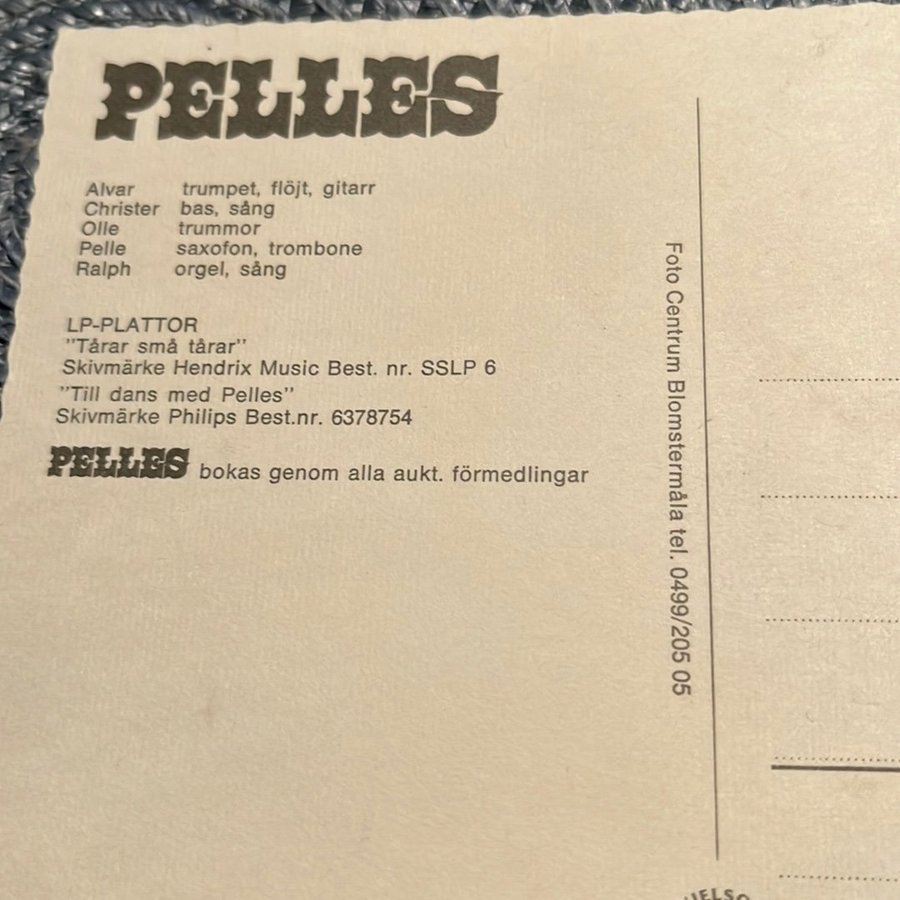 PELLES
Alvar trumpet, flöjt, gitarr
Christer bas, sång
Olle trummor
Pelle saxofon, trombone
Ralph orgel, sång
LP-PLATTOR
"Tårar små tårar"
Skivmärke Hendrix Music Best. nr. SSLP 6
"Till dans med Pelles"
Skivmärke Philips Best.nr. 6378754
PELLES bokas genom alla aukt. förmedlingar
Foto Centrum Blomstermåla tel. 0499/205 05